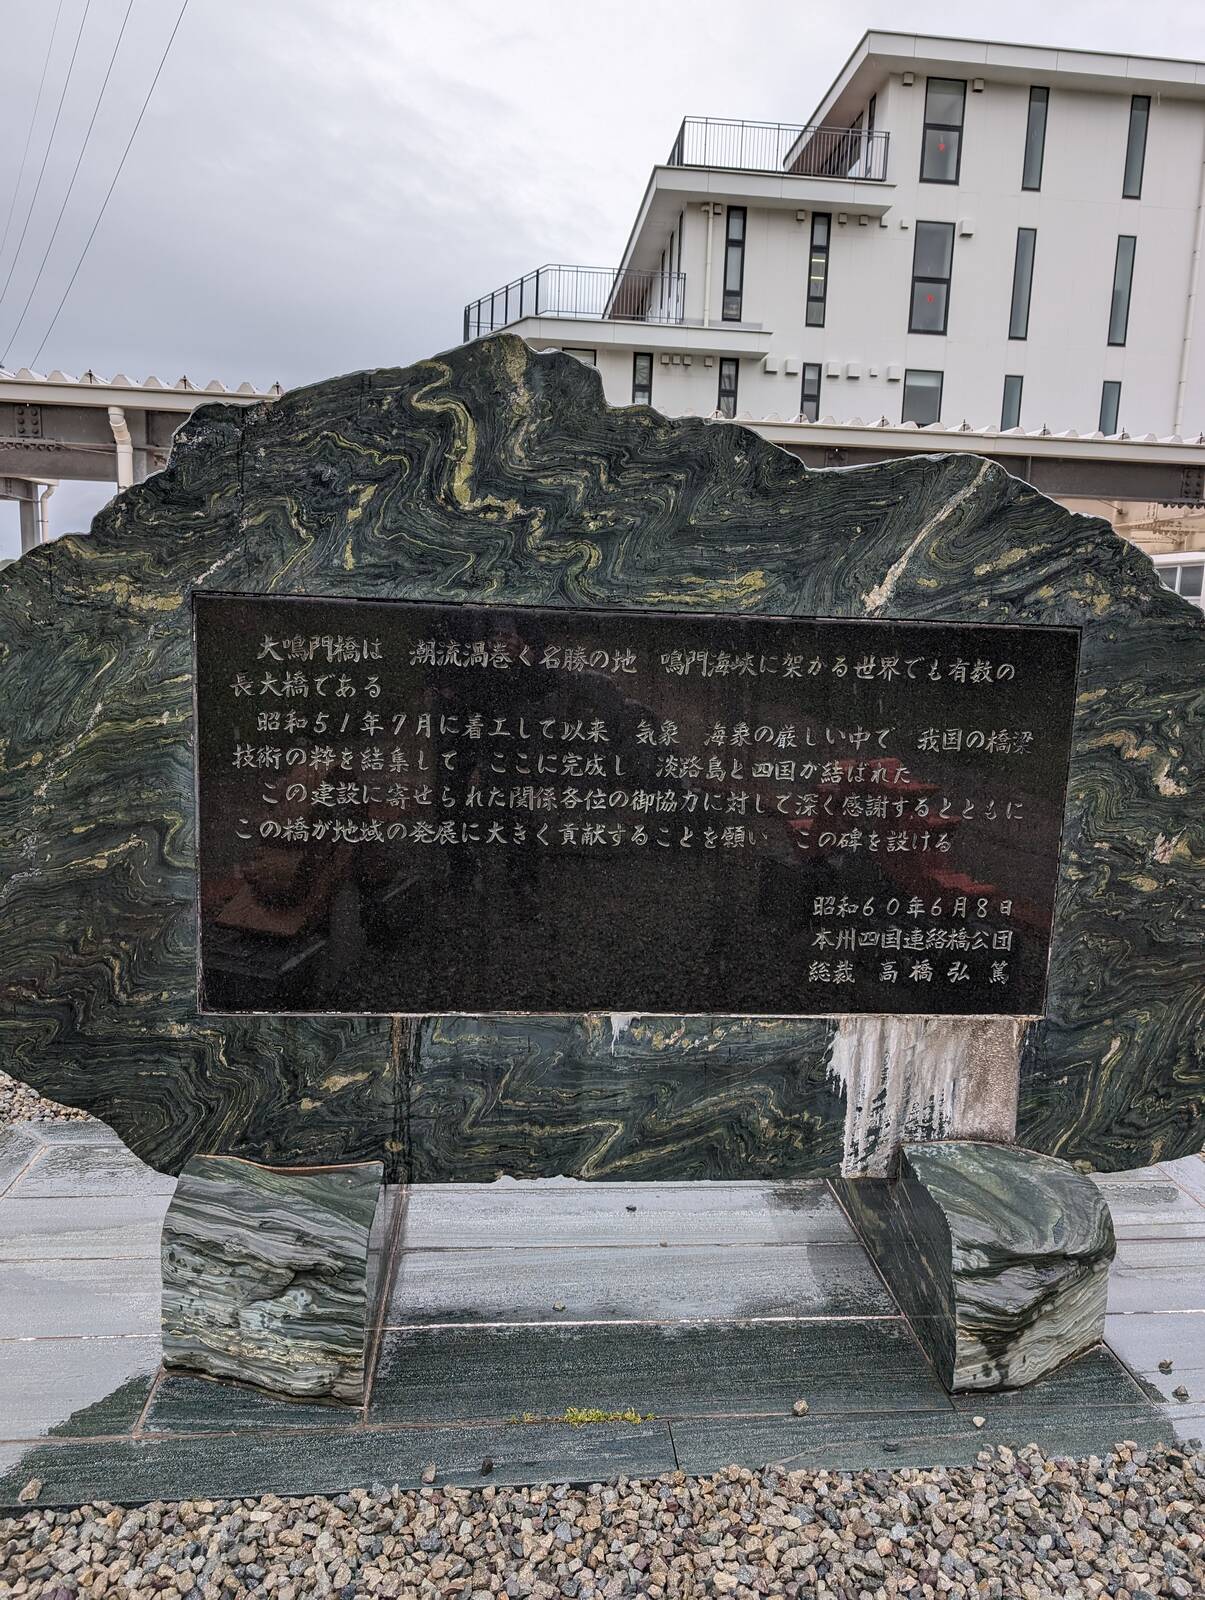 大鳴門橋は　潮流渦巻く名勝の地　鳴門海峡に架かる世界でも有数の
長大橋である
昭和51年7月に着工して以来　気象　海象の厳しい中で　我国の橋梁
技術の粋を結集して　ここに完成し　淡路島と四国が結ばれた
この建設に寄せられた関係各位の御協力に対して深く感謝するとともに
この橋が地域の発展に大きく貢献することを願い　この碑を設ける
昭和60年6月8日
本州四国連絡橋公団
総裁　高橋弘篤